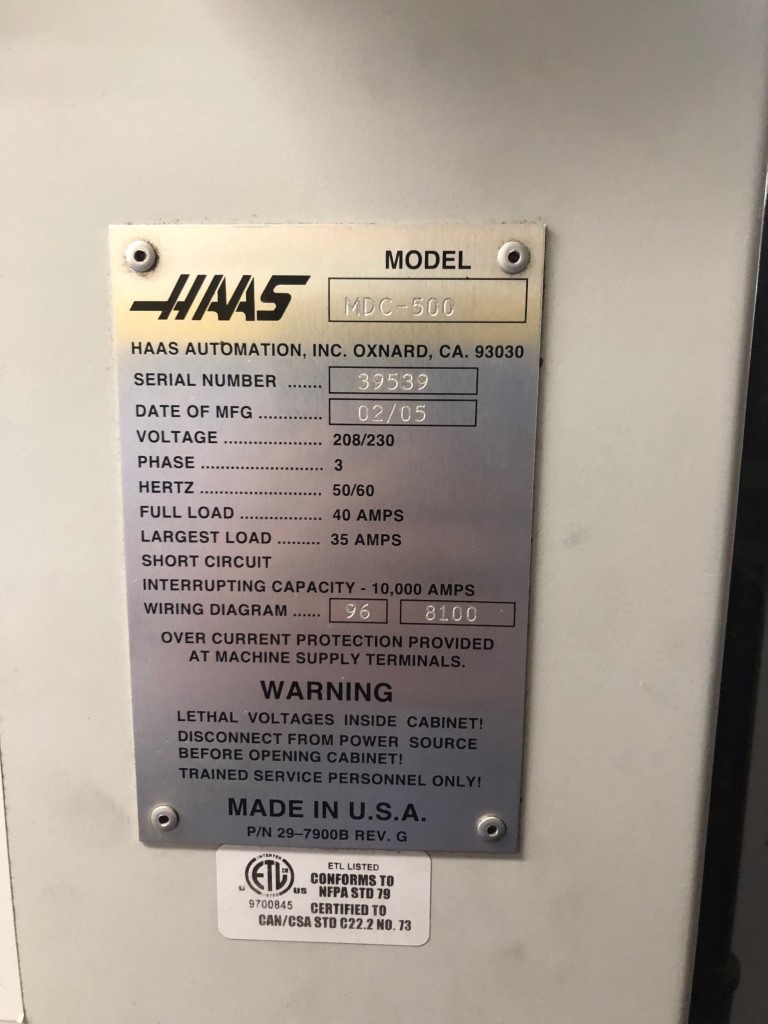 MODEL
HAAS MDC-500
HAAS AUTOMATION, INC. OXNARD, CA. 93030
SERIAL NUMBER ....... 39539
DATE OF MFG ............. 02/05
VOLTAGE .................... 208/230
PHASE ......................... 3
HERTZ ......................... 50/60
FULL LOAD ................. 40 AMPS
LARGEST LOAD ......... 35 AMPS
SHORT CIRCUIT
INTERRUPTING CAPACITY - 10,000 AMPS
WIRING DIAGRAM ...... 96 8100
OVER CURRENT PROTECTION PROVIDED
AT MACHINE SUPPLY TERMINALS.
WARNING
LETHAL VOLTAGES INSIDE CABINET!
DISCONNECT FROM POWER SOURCE
BEFORE OPENING CABINET!
TRAINED SERVICE PERSONNEL ONLY!
MADE IN U.S.A.
P/N 29-7900B REV. G
ETL LISTED
CONFORMS TO
NFPA STD 79
ETL
us
9700845
CERTIFIED TO
CAN/CSA STD C22.2 NO. 73